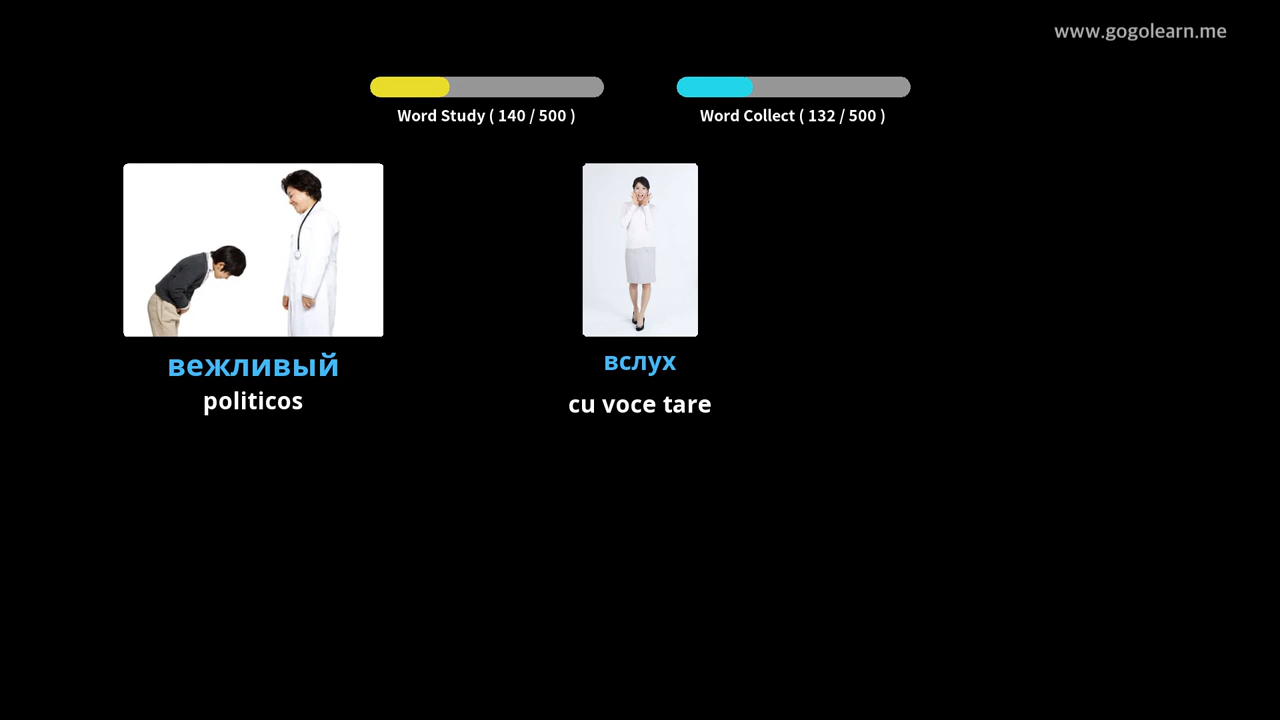 www.gogolearn.me
Word Study ( 140 / 500 )
Word Collect ( 132 / 500 )
вежливый
politicos
вслух
cu voce tare